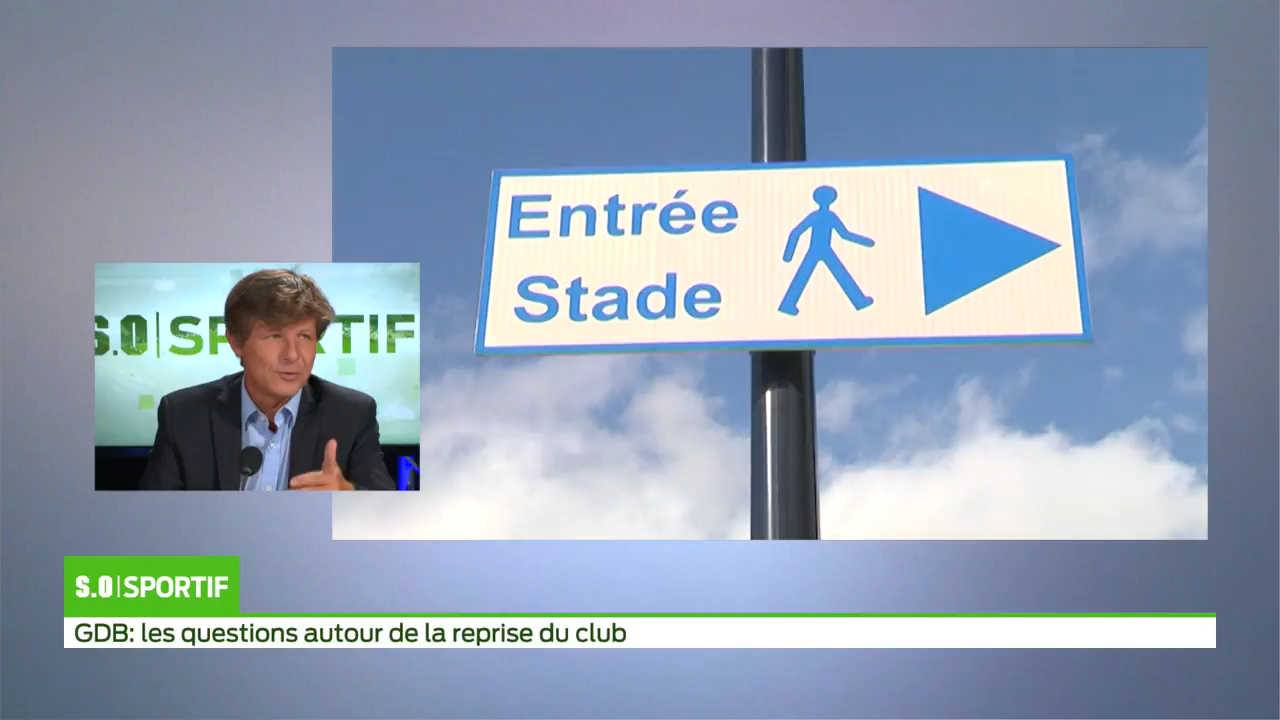 Entrée
Stade
S.O|SPORTIF
S.O|SPORTIF
GDB: les questions autour de la reprise du club